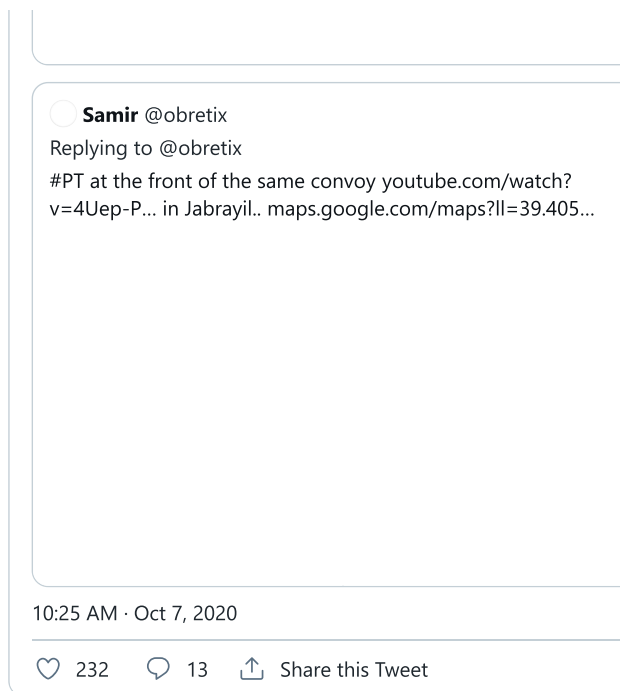 Samir @obretix
Replying to @obretix
#PT at the front of the same convoy youtube.com/watch?
v=4Uep-P… in Jabrayil.. maps.google.com/maps?ll=39.405…
10:25 AM · Oct 7, 2020
232 13 Share this Tweet